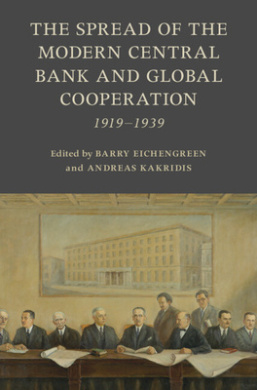 THE SPREAD OF THE
MODERN CENTRAL
BANK AND GLOBAL
COOPERATION
1919–1939
Edited by BARRY EICHENGREEN
and ANDREAS KAKRIDIS